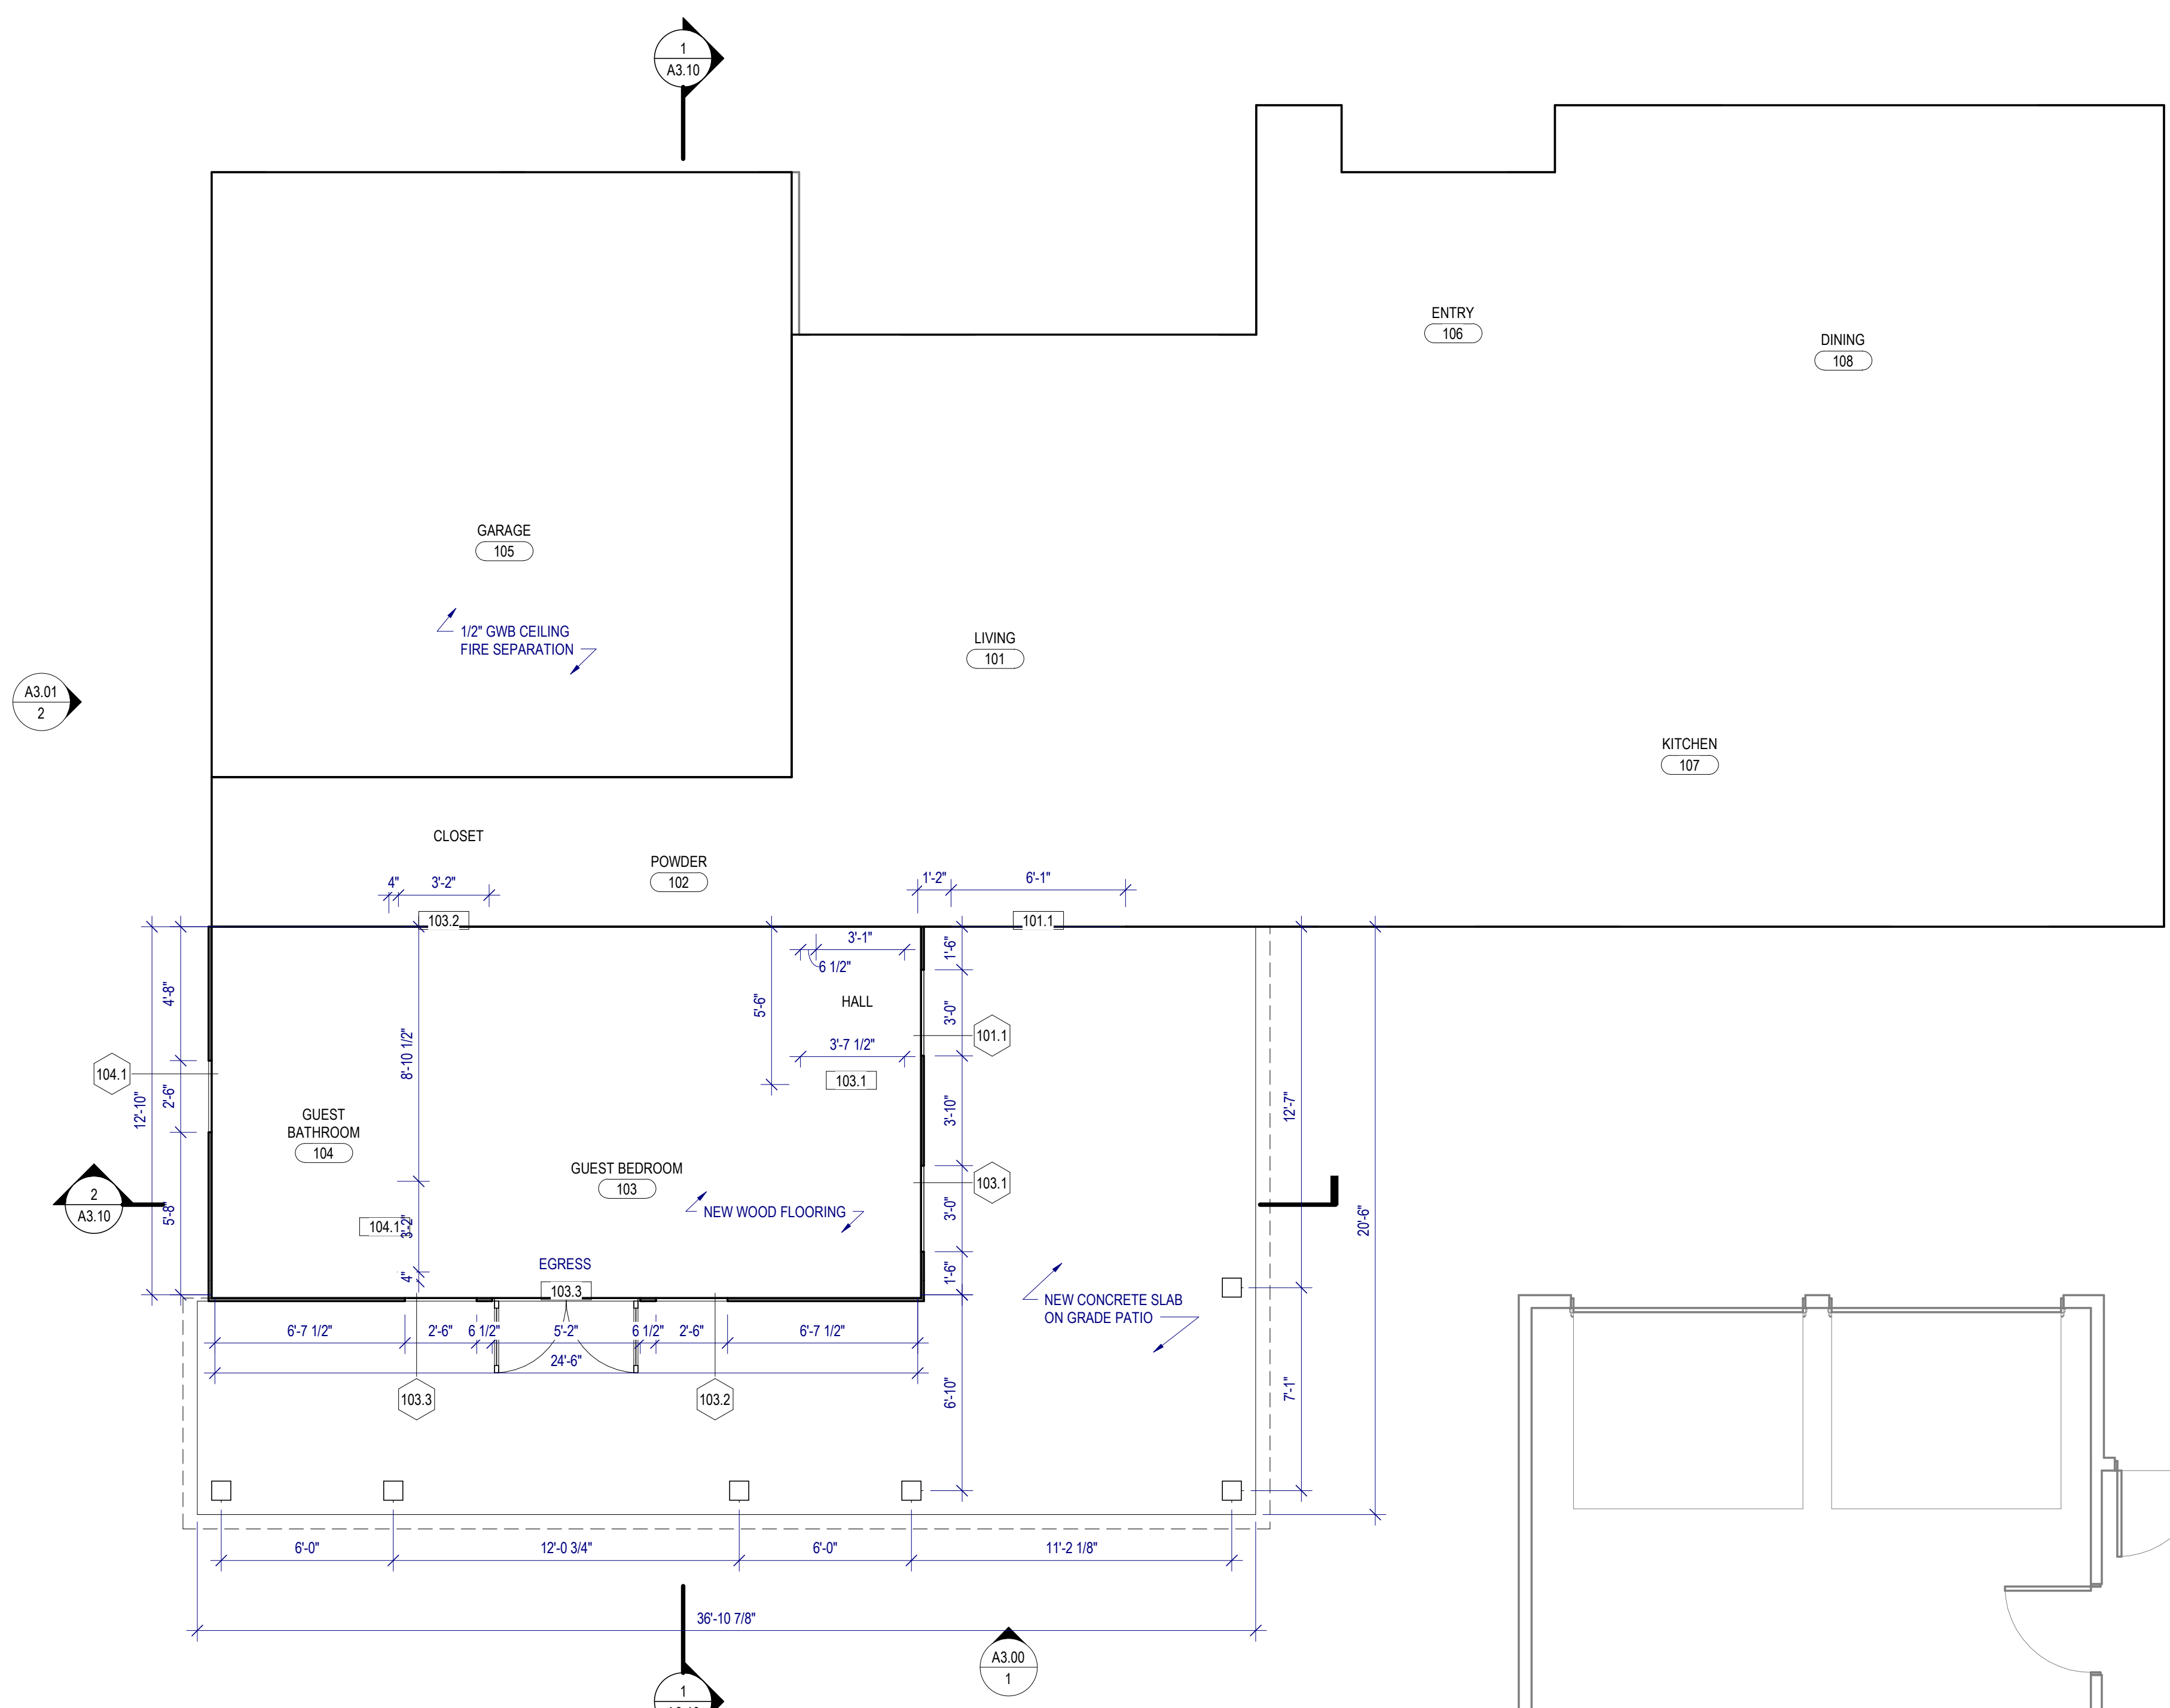 1
A3.10
ENTRY
106
DINING
108
GARAGE
105
1/2" GWB CEILING
FIRE SEPARATION
LIVING
101
A3.01
2
KITCHEN
107
CLOSET
POWDER
102
4"
3'-2"
1'-2"
6'-1"
103.2
101.1
3'-1"
6 1/2"
1'-6"
4'-8"
5'-6"
HALL
3'-0"
101.1
8'-10 1/2"
3'-7 1/2"
104.1
103.1
2'-6"
12'-10"
3'-10"
12'-7"
GUEST
BATHROOM
104
GUEST BEDROOM
103
103.1
2
A3.10
5'-8"
NEW WOOD FLOORING
3'-0"
20'-6"
104.1
3'-2"
EGRESS
4"
103.3
1'-6"
NEW CONCRETE SLAB
ON GRADE PATIO
6'-7 1/2"
2'-6"
6 1/2"
5'-2"
6 1/2"
2'-6"
6'-7 1/2"
24'-6"
103.3
103.2
6'-10"
7'-1"
6'-0"
12'-0 3/4"
6'-0"
11'-2 1/8"
36'-10 7/8"
A3.00
1
1